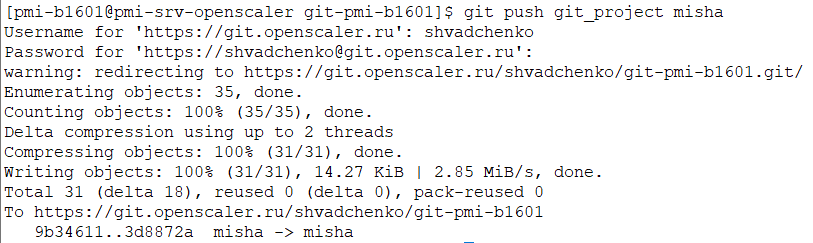 [pmi-b1601@pmi-srv-openscaler git-pmi-b1601]$ git push git_project misha
Username for 'https://git.openscaler.ru': shvadchenko
Password for 'https://shvadchenko@git.openscaler.ru':
warning: redirecting to https://git.openscaler.ru/shvadchenko/git-pmi-b1601.git/
Enumerating objects: 35, done.
Counting objects: 100% (35/35), done.
Delta compression using up to 2 threads
Compressing objects: 100% (31/31), done.
Writing objects: 100% (31/31), 14.27 KiB | 2.85 MiB/s, done.
Total 31 (delta 18), reused 0 (delta 0), pack-reused 0
To https://git.openscaler.ru/shvadchenko/git-pmi-b1601
   9b34611..3d8872a  misha -> misha